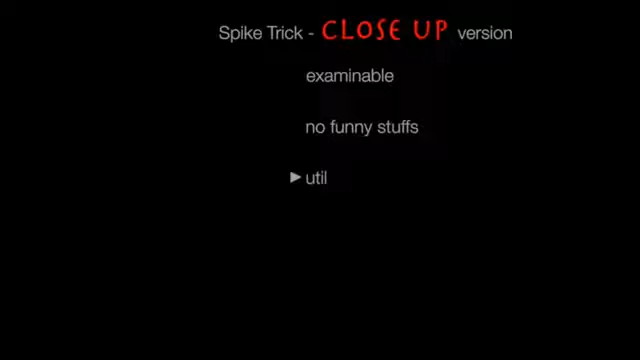 Spike Trick - CLOSE UP version
examinable
no funny stuffs
▶ util